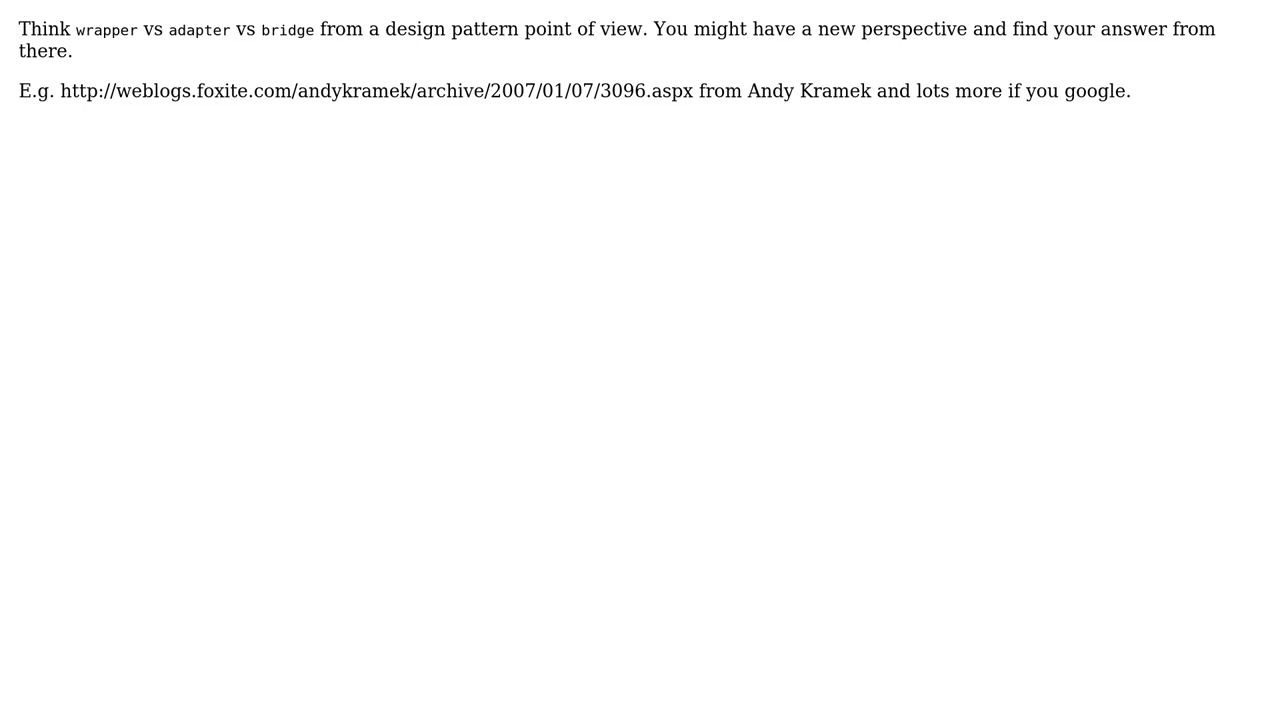 Think wrapper vs adapter vs bridge from a design pattern point of view. You might have a new perspective and find your answer from
there.
E.g. http://weblogs.foxite.com/andykramek/archive/2007/01/07/3096.aspx from Andy Kramek and lots more if you google.